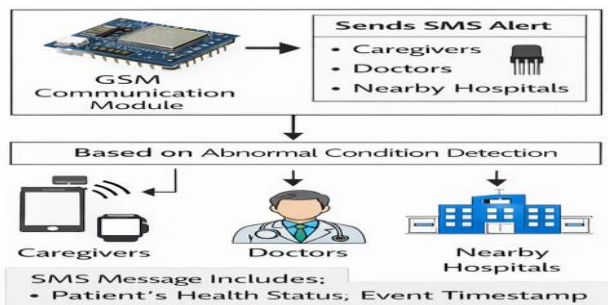 Sends SMS Alert
• Caregivers
• Doctors
• Nearby Hospitals
GSM
Communication
Module
Based on Abnormal Condition Detection
Caregivers
Doctors
Nearby
Hospitals
SMS Message Includes:
• Patient's Health Status; Event Timestamp